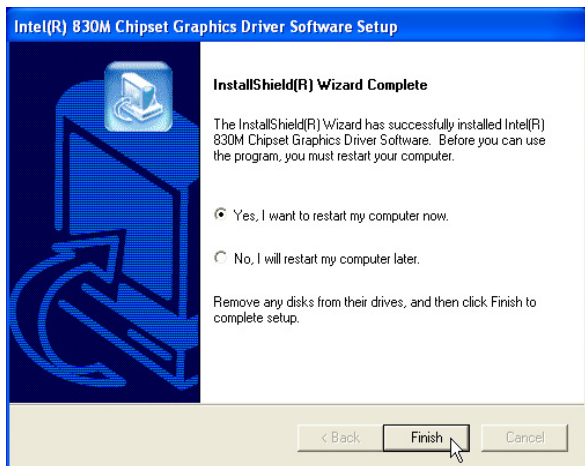 Intel(R) 830M Chipset Graphics Driver Software Setup
InstallShield(R) Wizard Complete
The InstallShield(R) Wizard has successfully installed Intel(R)
830M Chipset Graphics Driver Software. Before you can use
the program, you must restart your computer.
Yes, I want to restart my computer now.
No, I will restart my computer later.
Remove any disks from their drives, and then click Finish to
complete setup.
< Back Finish Cancel